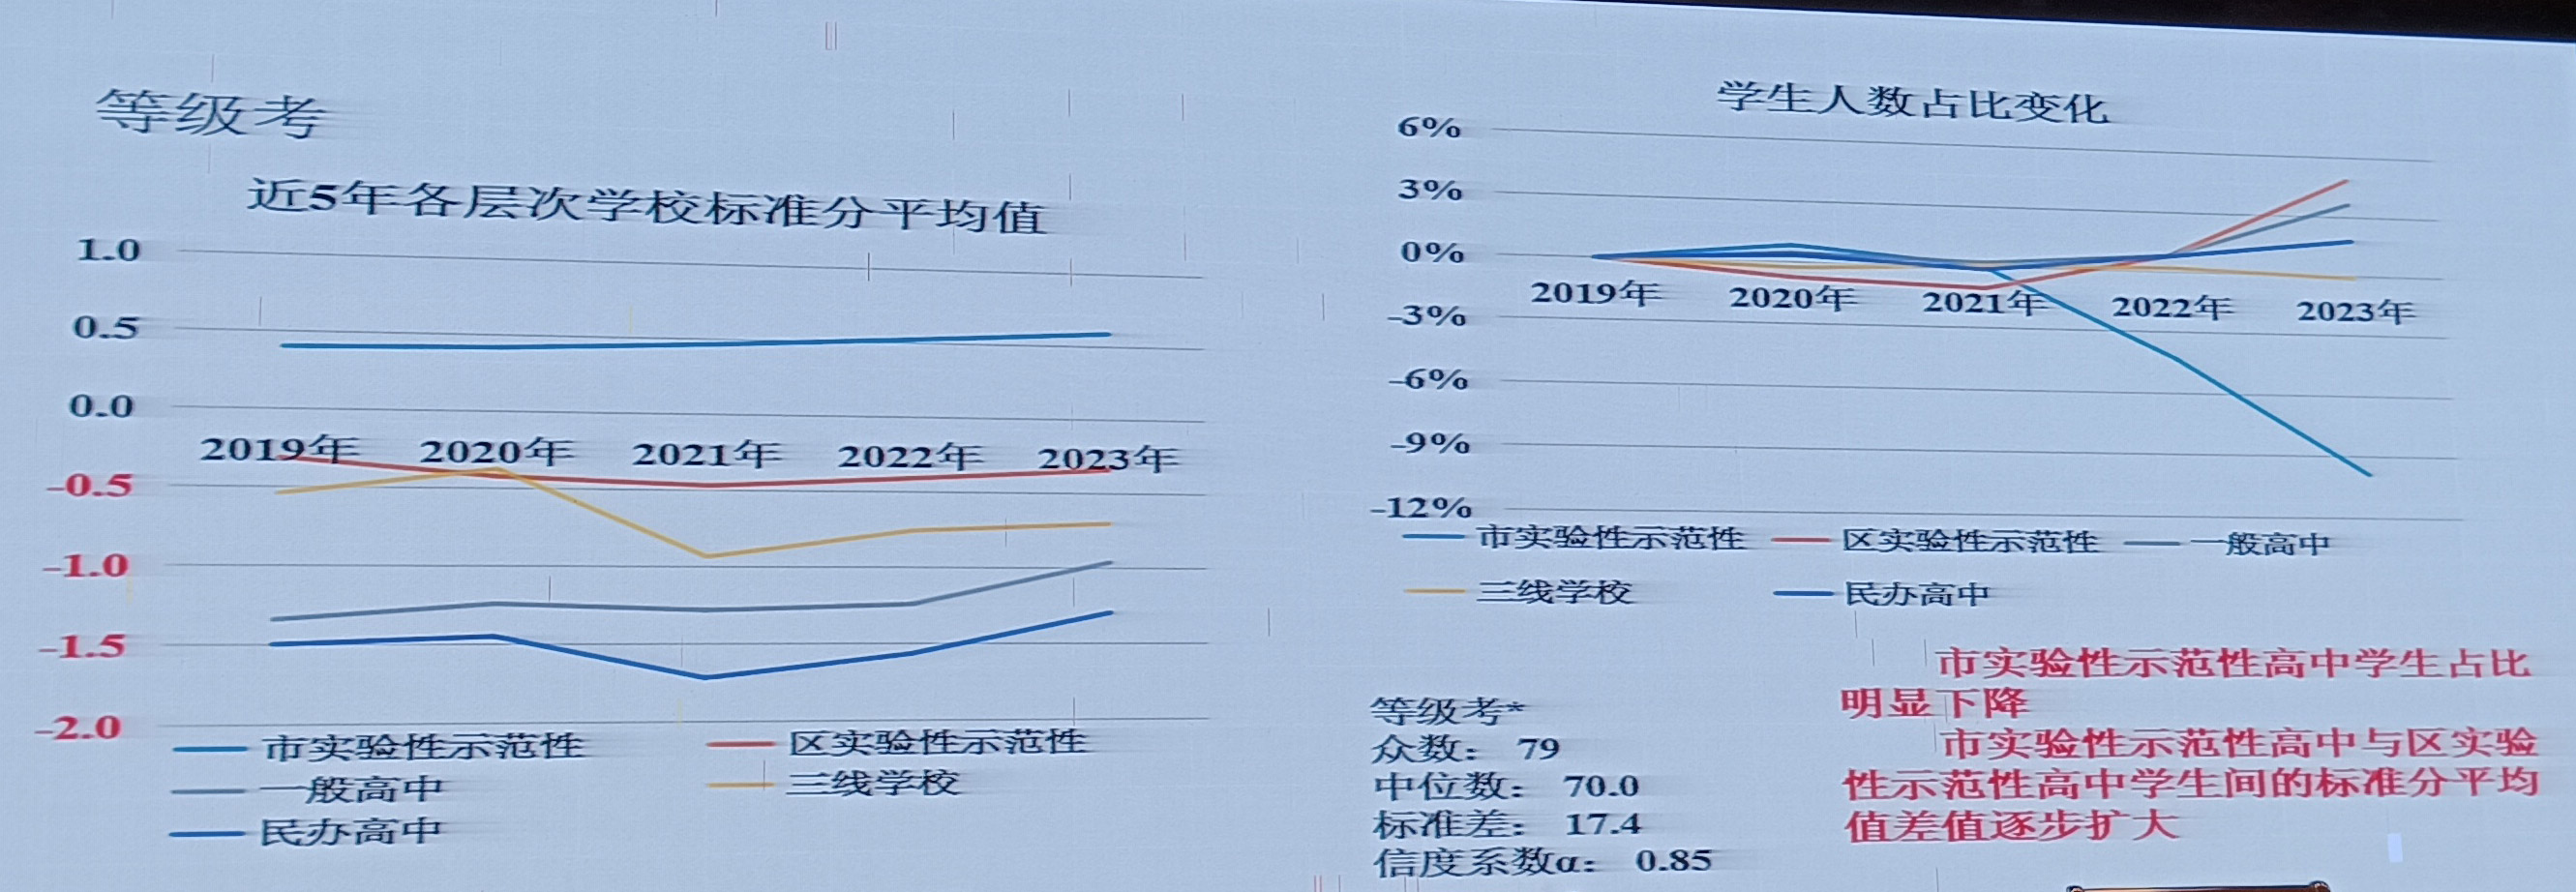 等级考
近5年各层次学校标准分平均值
1.0
0.5
0.0
2019年 2020年 2021年 2022年 2023年
-0.5
-1.0
-1.5
-2.0
市实验性示范性 区实验性示范性
一般高中 三线学校
民办高中
学生人数占比变化
6%
3%
0%
2019年 2020年 2021年 2022年 2023年
-3%
-6%
-9%
-12%
市实验性示范性 区实验性示范性 一般高中
三线学校 民办高中
等级考*
众数： 79
中位数： 70.0
标准差： 17.4
信度系数α： 0.85
市实验性示范性高中学生占比
明显下降
市实验性示范性高中与区实验
性示范性高中学生间的标准分平均
值差值逐步扩大